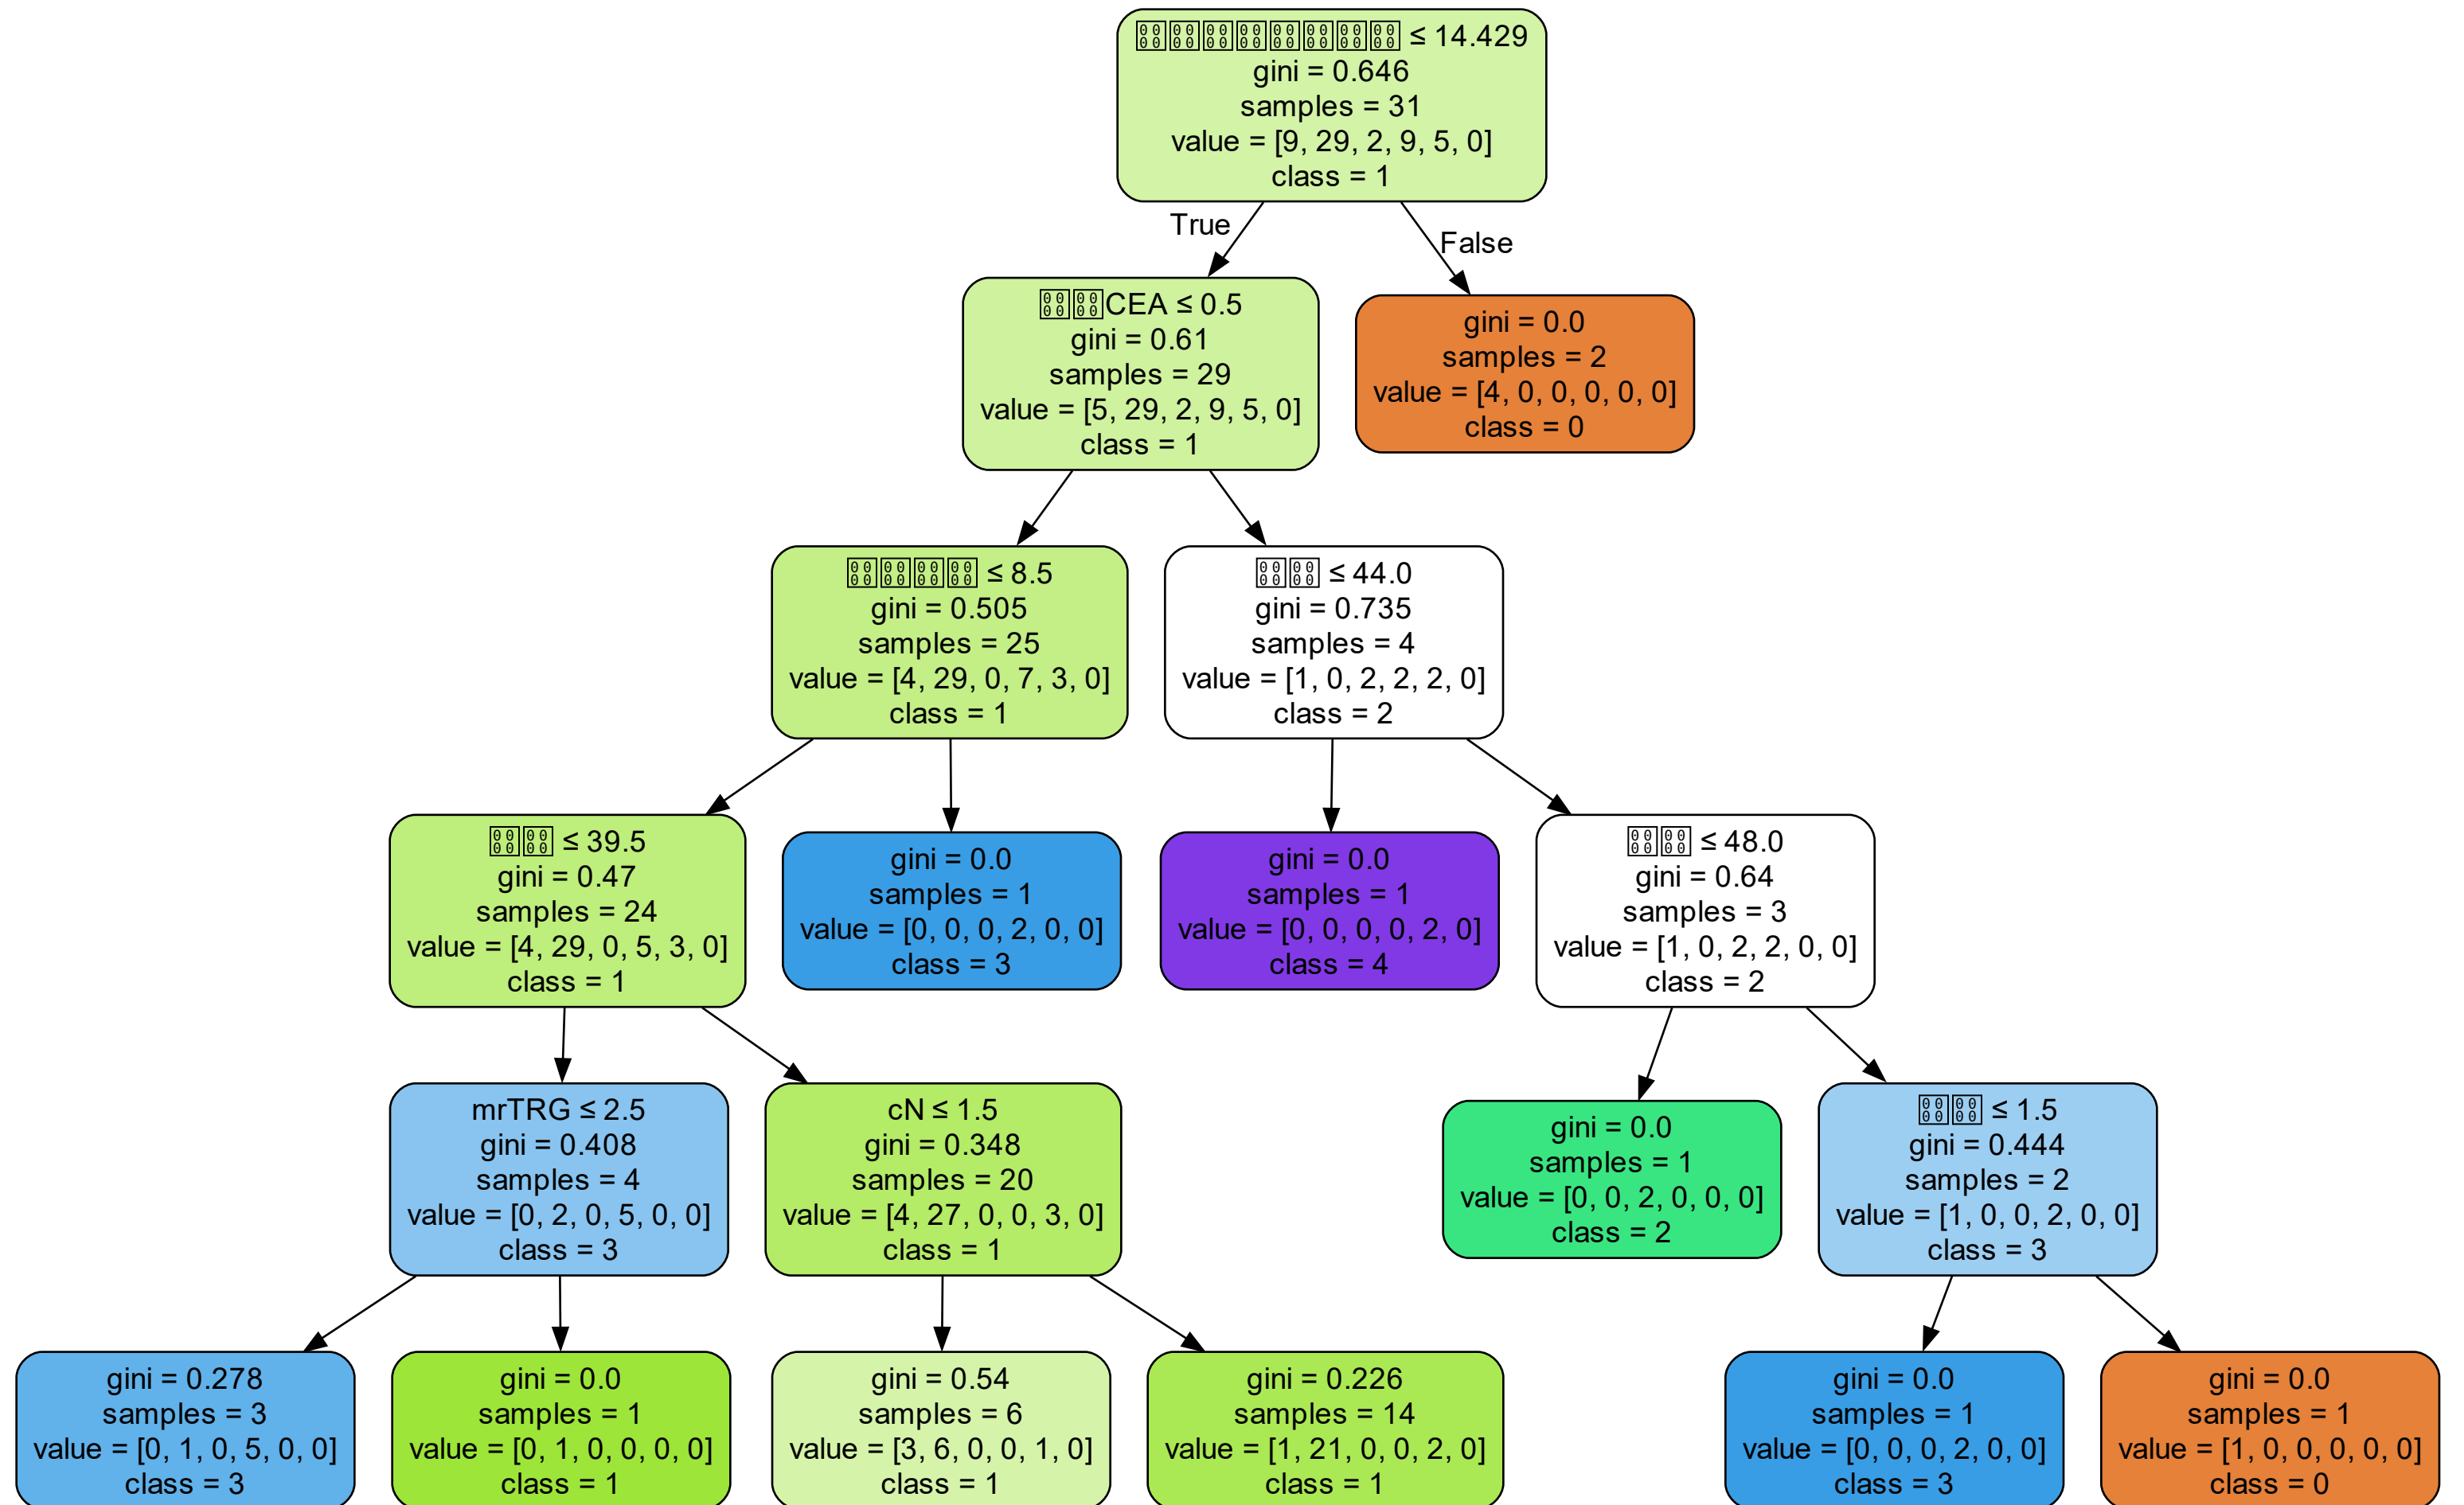 ≤ 14.429
gini = 0.646
samples = 31
value = [9, 29, 2, 9, 5, 0]
class = 1
True
False
CEA ≤ 0.5
gini = 0.61
samples = 29
value = [5, 29, 2, 9, 5, 0]
class = 1
gini = 0.0
samples = 2
value = [4, 0, 0, 0, 0, 0]
class = 0
≤ 8.5
gini = 0.505
samples = 25
value = [4, 29, 0, 7, 3, 0]
class = 1
≤ 44.0
gini = 0.735
samples = 4
value = [1, 0, 2, 2, 2, 0]
class = 2
≤ 39.5
gini = 0.47
samples = 24
value = [4, 29, 0, 5, 3, 0]
class = 1
gini = 0.0
samples = 1
value = [0, 0, 0, 2, 0, 0]
class = 3
gini = 0.0
samples = 1
value = [0, 0, 0, 0, 2, 0]
class = 4
≤ 48.0
gini = 0.64
samples = 3
value = [1, 0, 2, 2, 0, 0]
class = 2
mrTRG ≤ 2.5
gini = 0.408
samples = 4
value = [0, 2, 0, 5, 0, 0]
class = 3
cN ≤ 1.5
gini = 0.348
samples = 20
value = [4, 27, 0, 0, 3, 0]
class = 1
gini = 0.0
samples = 1
value = [0, 0, 2, 0, 0, 0]
class = 2
≤ 1.5
gini = 0.444
samples = 2
value = [1, 0, 0, 2, 0, 0]
class = 3
gini = 0.278
samples = 3
value = [0, 1, 0, 5, 0, 0]
class = 3
gini = 0.0
samples = 1
value = [0, 1, 0, 0, 0, 0]
class = 1
gini = 0.54
samples = 6
value = [3, 6, 0, 0, 1, 0]
class = 1
gini = 0.226
samples = 14
value = [1, 21, 0, 0, 2, 0]
class = 1
gini = 0.0
samples = 1
value = [0, 0, 0, 2, 0, 0]
class = 3
gini = 0.0
samples = 1
value = [1, 0, 0, 0, 0, 0]
class = 0